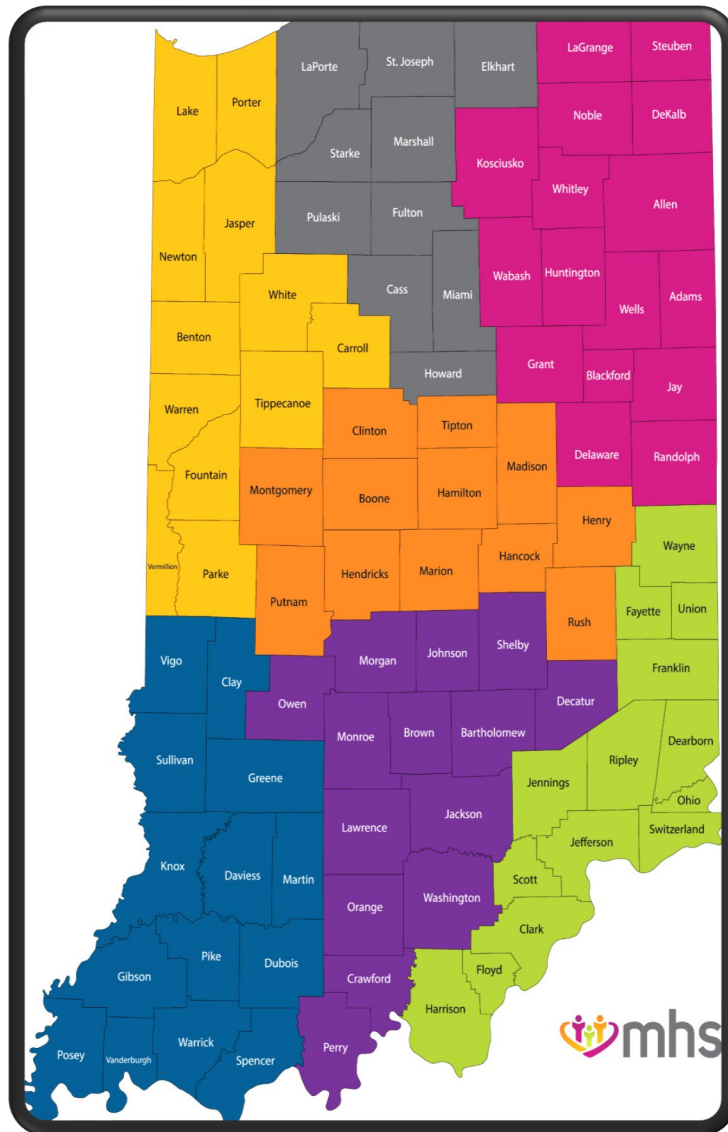 LaPorte
St. Joseph
Elkhart
LaGrange
Steuben
Lake
Porter
Noble
DeKalb
Starke
Marshall
Kosciusko
Whitley
Allen
Jasper
Pulaski
Fulton
Newton
Wabash
Huntington
White
Cass
Miami
Wells
Adams
Benton
Carroll
Howard
Grant
Blackford
Jay
Warren
Tippecanoe
Clinton
Tipton
Madison
Delaware
Randolph
Fountain
Montgomery
Boone
Hamilton
Henry
Wayne
Vermillion
Parke
Putnam
Hendricks
Marion
Hancock
Rush
Fayette
Union
Vigo
Clay
Morgan
Johnson
Shelby
Franklin
Owen
Decatur
Sullivan
Greene
Monroe
Brown
Bartholomew
Jennings
Ripley
Dearborn
Ohio
Lawrence
Jackson
Jefferson
Switzerland
Knox
Daviess
Martin
Scott
Orange
Washington
Clark
Gibson
Pike
Dubois
Crawford
Floyd
Harrison
Posey
Vanderburgh
Warrick
Spencer
Perry
mhs